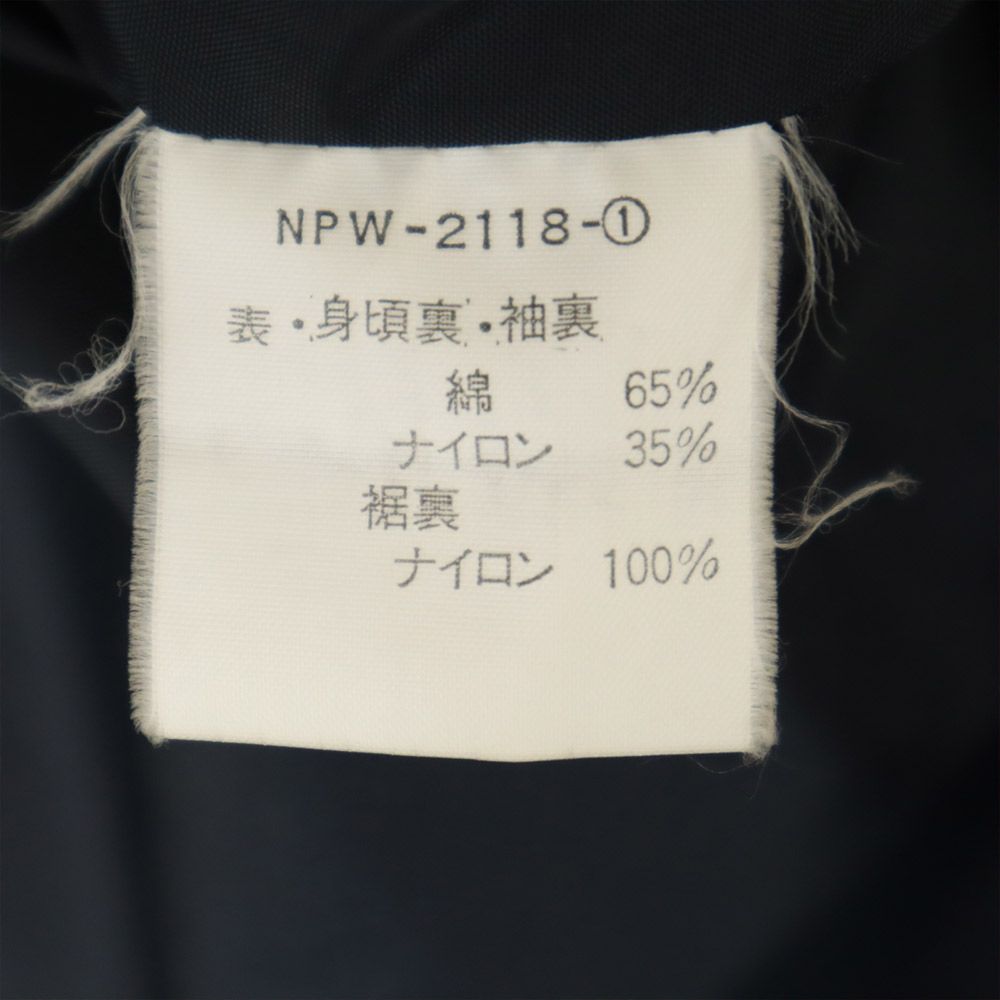 NPW-2118-①
表・身頃裏・袖裏
綿 65%
ナイロン 35%
裾裏
ナイロン 100%